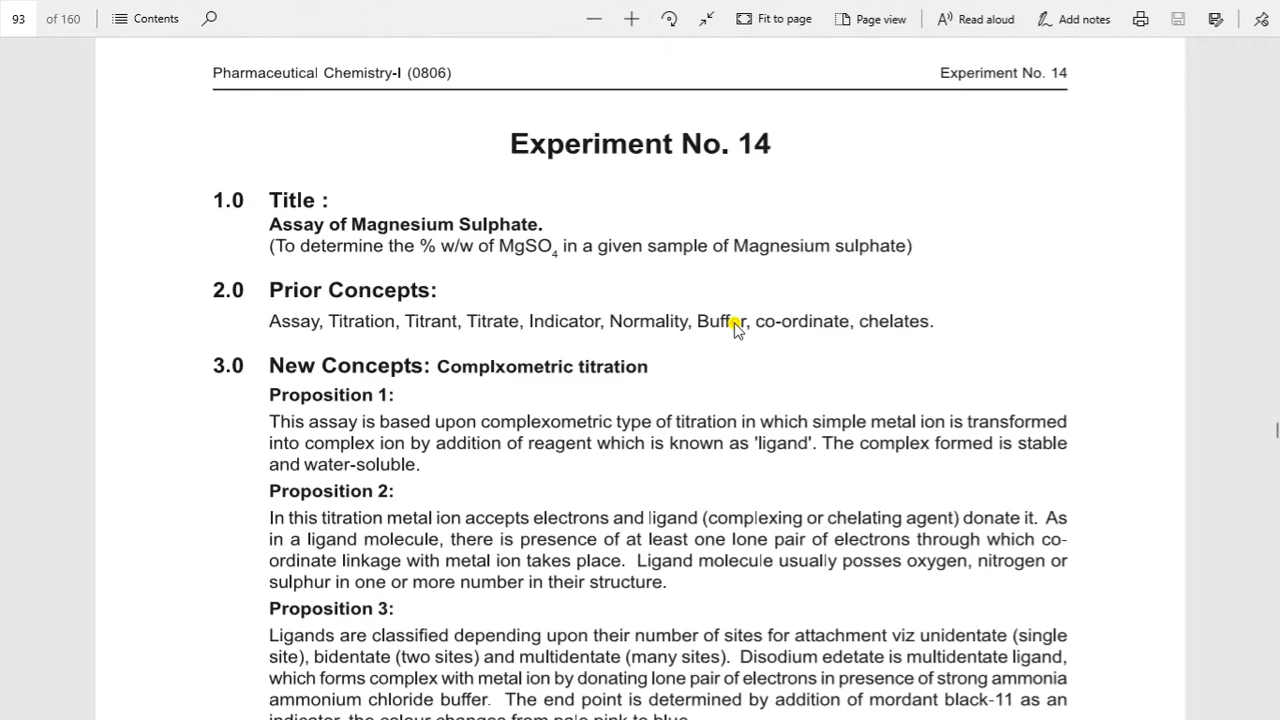 93 of 160 Contents Fit to page Page view Read aloud Add notes
Pharmaceutical Chemistry-I (0806) Experiment No. 14
Experiment No. 14
1.0 Title :
Assay of Magnesium Sulphate.
(To determine the % w/w of MgSO4 in a given sample of Magnesium sulphate)
2.0 Prior Concepts:
Assay, Titration, Titrant, Titrate, Indicator, Normality, Buffer, co-ordinate, chelates.
3.0 New Concepts: Complxometric titration
Proposition 1:
This assay is based upon complexometric type of titration in which simple metal ion is transformed
into complex ion by addition of reagent which is known as 'ligand'. The complex formed is stable
and water-soluble.
Proposition 2:
In this titration metal ion accepts electrons and ligand (complexing or chelating agent) donate it. As
in a ligand molecule, there is presence of at least one lone pair of electrons through which co-
ordinate linkage with metal ion takes place. Ligand molecule usually posses oxygen, nitrogen or
sulphur in one or more number in their structure.
Proposition 3:
Ligands are classified depending upon their number of sites for attachment viz unidentate (single
site), bidentate (two sites) and multidentate (many sites). Disodium edetate is multidentate ligand,
which forms complex with metal ion by donating lone pair of electrons in presence of strong ammonia
ammonium chloride buffer. The end point is determined by addition of mordant black-11 as an
indicator, the colour changes from pale pink to blue.